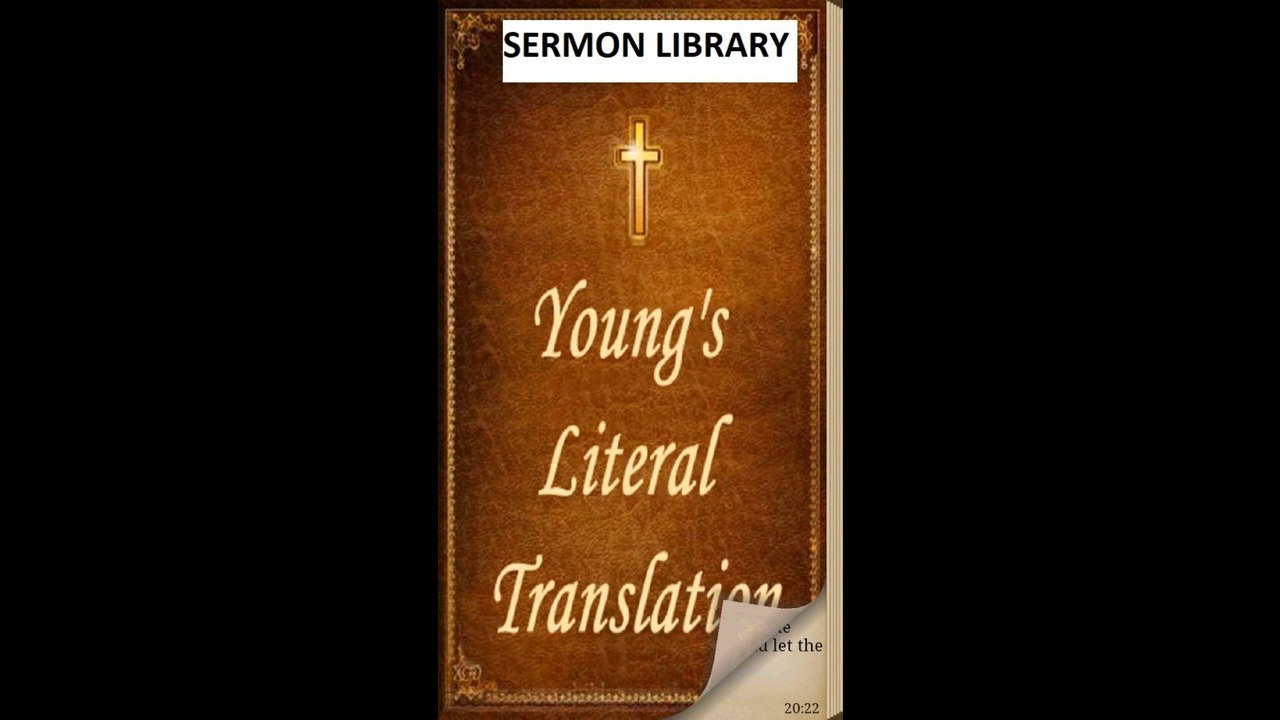 SERMON LIBRARY
Young's
Literal
Translation
let the
20:22